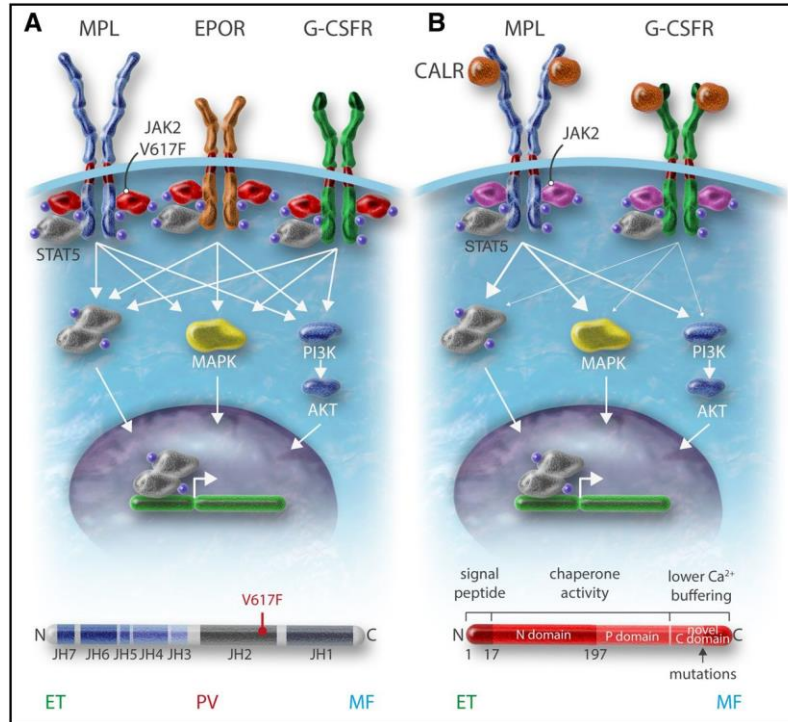 A
MPL EPOR G-CSFR
JAK2
V617F
STAT5
MAPK
PI3K
AKT
V617F
N C
JH7 JH6 JH5 JH4 JH3 JH2 JH1
ET PV MF
B
MPL G-CSFR
CALR
JAK2
STAT5
MAPK
PI3K
AKT
signal
peptide
chaperone
activity
lower Ca²⁺
buffering
N N domain P domain novel
C domain C
1 17 197
mutations
ET MF